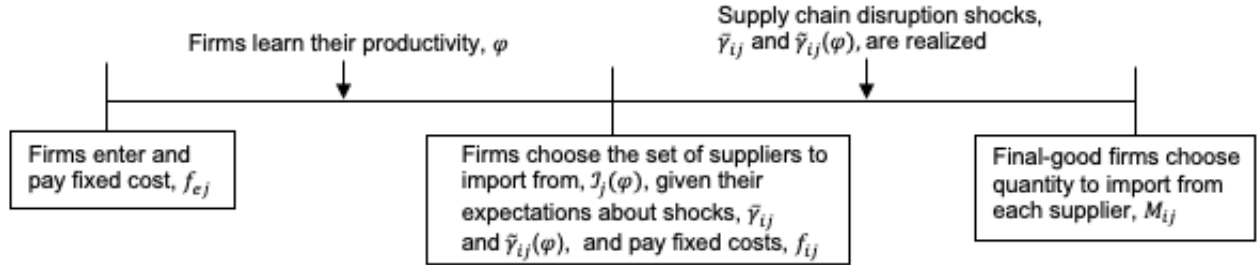 Supply chain disruption shocks,
Firms learn their productivity, φ
γ̃ᵢⱼ and γ̃ᵢⱼ(φ), are realized
Firms enter and
pay fixed cost, fₑⱼ
Firms choose the set of suppliers to
import from, ℐⱼ(φ), given their
expectations about shocks, γ̃ᵢⱼ
and γ̃ᵢⱼ(φ), and pay fixed costs, fᵢⱼ
Final-good firms choose
quantity to import from
each supplier, Mᵢⱼ